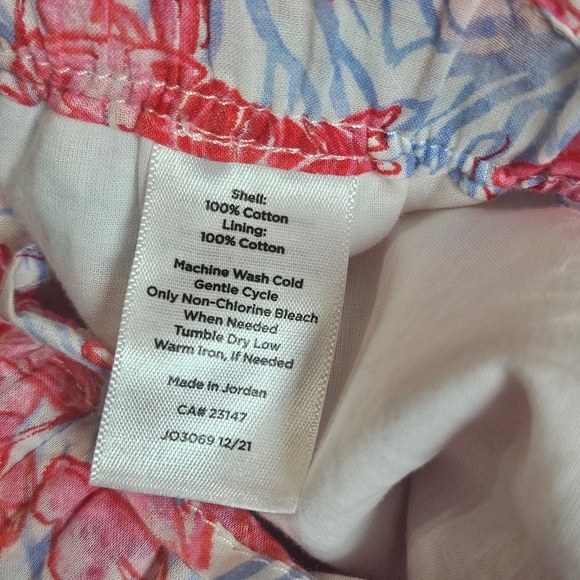 Shell:
100% Cotton
Lining:
100% Cotton
Machine Wash Cold
Gentle Cycle
Only Non-Chlorine Bleach
When Needed
Tumble Dry Low
Warm Iron, If Needed
Made in Jordan
CA# 23147
JO3069 12/21